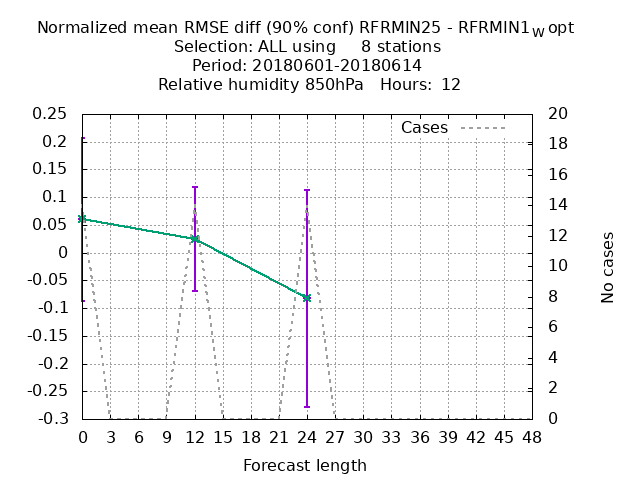 Normalized mean RMSE diff (90% conf) RFRMIN25 - RFRMIN1wopt
Selection: ALL using     8 stations
Period: 20180601-20180614
Relative humidity 850hPa   Hours:  12
Cases
0.25
0.2
0.15
0.1
0.05
0
-0.05
-0.1
-0.15
-0.2
-0.25
-0.3
20
18
16
14
12
10
8
6
4
2
0
No cases
0 3 6 9 12 15 18 21 24 27 30 33 36 39 42 45 48
Forecast length